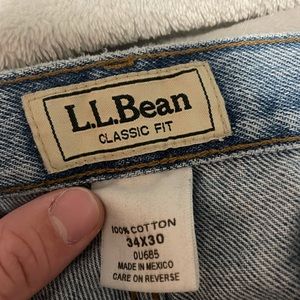 L.L.Bean
CLASSIC FIT
100% COTTON
34X30
0U685
MADE IN MEXICO
CARE ON REVERSE